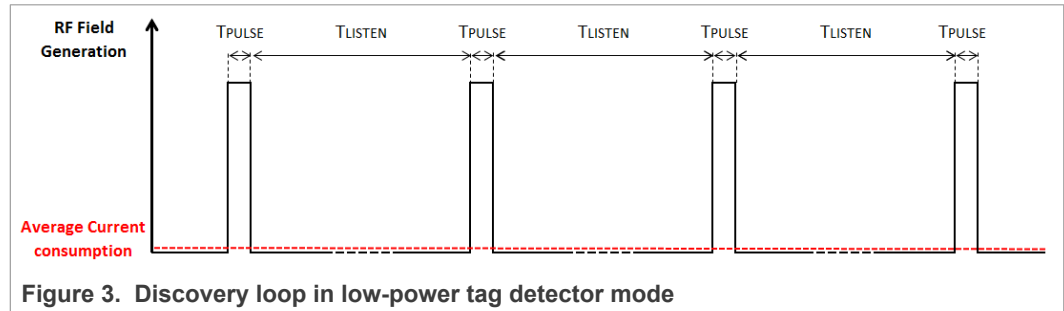 RF Field
Generation
TPULSE TLISTEN TPULSE TLISTEN TPULSE TLISTEN TPULSE
Average Current
consumption
Figure 3. Discovery loop in low-power tag detector mode